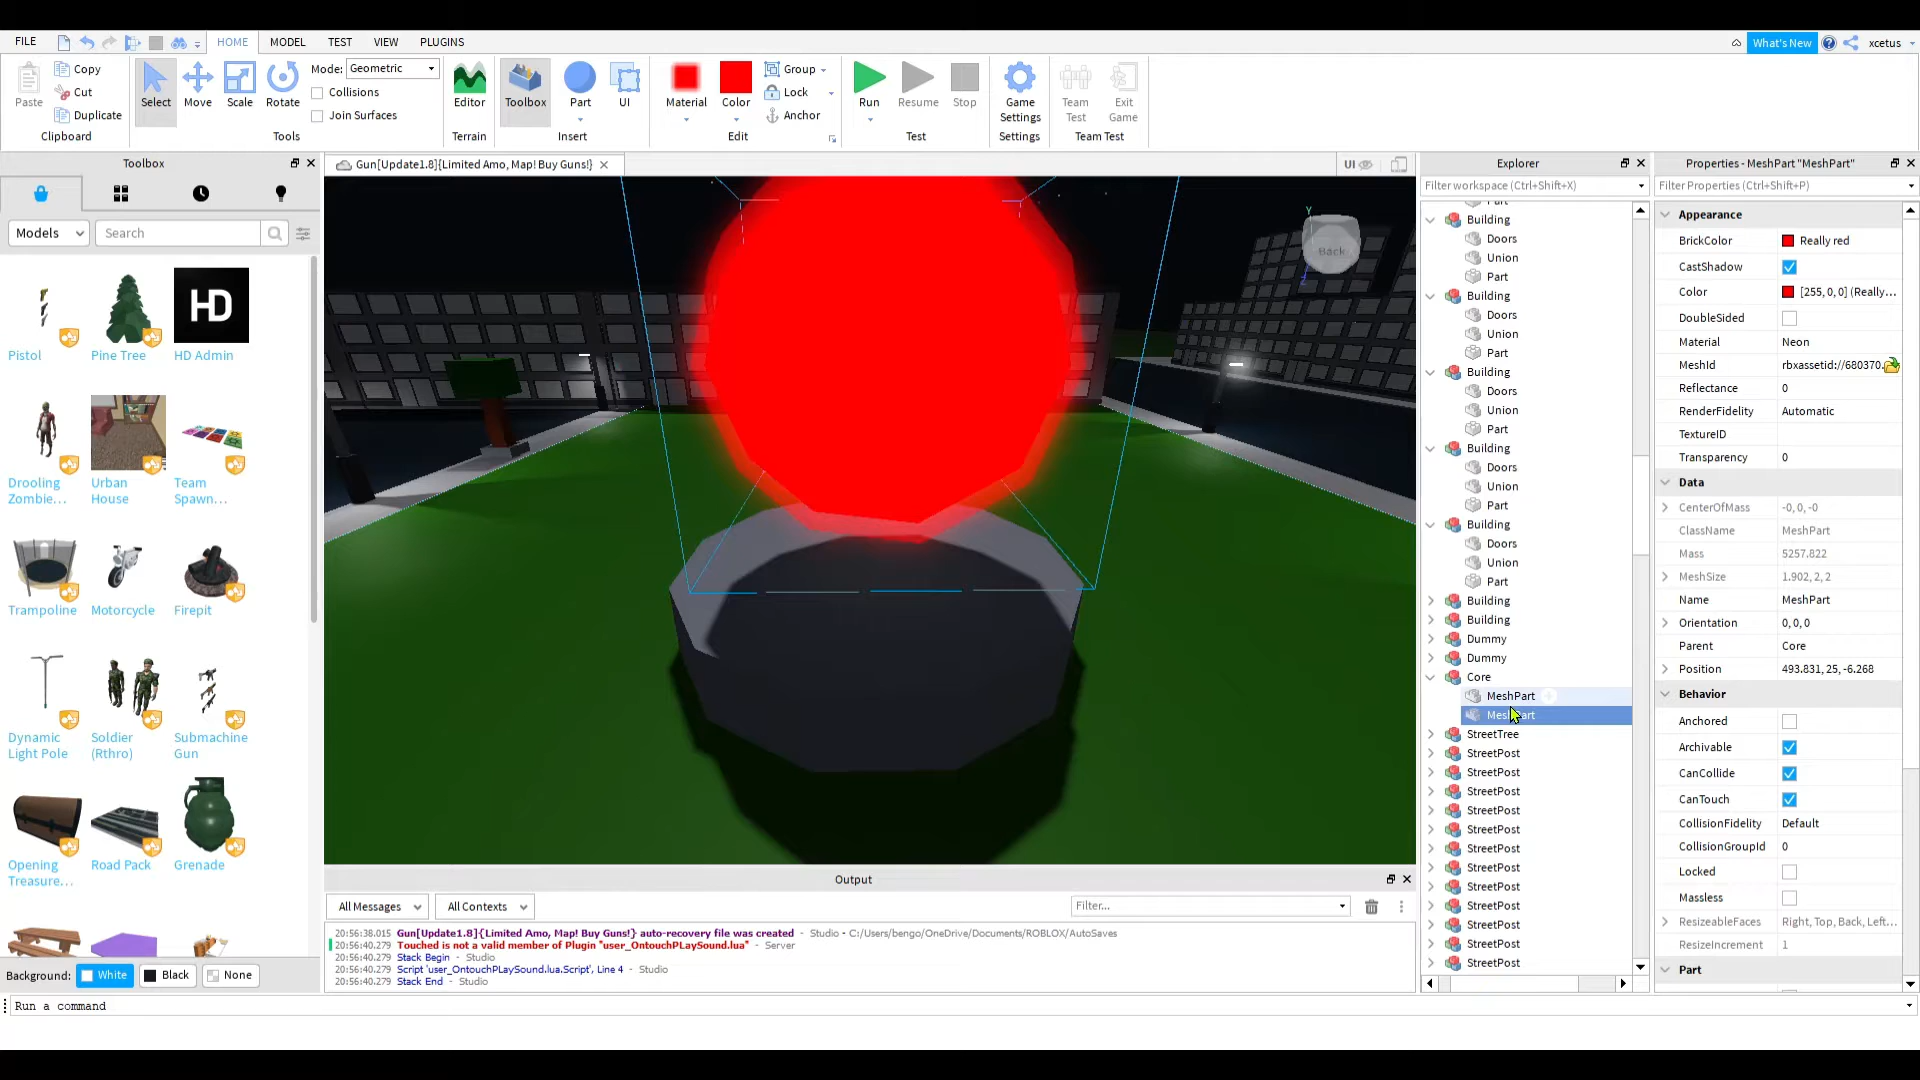 FILE
HOME
MODEL
TEST
VIEW
PLUGINS
What's New
xcetus
Paste
Copy
Cut
Duplicate
Clipboard
Select
Move
Scale
Rotate
Mode: Geometric
Collisions
Join Surfaces
Tools
Editor
Terrain
Toolbox
Part
UI
Insert
Material
Color
Group
Lock
Anchor
Edit
Run
Resume
Stop
Test
Game
Settings
Settings
Team
Test
Exit
Game
Team Test
Toolbox
Models
Search
Pistol
Pine Tree
HD
HD Admin
Drooling
Zombie...
Urban
House
Team
Spawn...
Trampoline
Motorcycle
Firepit
Dynamic
Light Pole
Soldier
(Rthro)
Submachine
Gun
Opening
Treasure...
Road Pack
Grenade
Background:
White
Black
None
Gun[Update1.8]{Limited Amo, Map! Buy Guns!}
UI
Y
Back
Z
Output
All Messages
All Contexts
Filter...
20:56:38.015 Gun[Update1.8]{Limited Amo, Map! Buy Guns!} auto-recovery file was created - Studio - C:/Users/bengo/OneDrive/Documents/ROBLOX/AutoSaves
20:56:40.279 Touched is not a valid member of Plugin "user_OntouchPLaySound.lua" - Server
20:56:40.279 Stack Begin - Studio
20:56:40.279 Script 'user_OntouchPLaySound.lua.Script', Line 4 - Studio
20:56:40.279 Stack End - Studio
Run a command
Explorer
Filter workspace (Ctrl+Shift+X)
Part
Building
Doors
Union
Part
Building
Doors
Union
Part
Building
Doors
Union
Part
Building
Doors
Union
Part
Building
Doors
Union
Part
Building
Building
Dummy
Dummy
Core
MeshPart
MeshPart
StreetTree
StreetPost
StreetPost
StreetPost
StreetPost
StreetPost
StreetPost
StreetPost
StreetPost
StreetPost
StreetPost
StreetPost
StreetPost
Properties - MeshPart "MeshPart"
Filter Properties (Ctrl+Shift+P)
Appearance
BrickColor Really red
CastShadow
Color [255, 0, 0] (Really...
DoubleSided
Material Neon
MeshId rbxassetid://680370.
Reflectance 0
RenderFidelity Automatic
TextureID
Transparency 0
Data
CenterOfMass -0, 0, -0
ClassName MeshPart
Mass 5257.822
MeshSize 1.902, 2, 2
Name MeshPart
Orientation 0, 0, 0
Parent Core
Position 493.831, 25, -6.268
Behavior
Anchored
Archivable
CanCollide
CanTouch
CollisionFidelity Default
CollisionGroupId 0
Locked
Massless
ResizeableFaces Right, Top, Back, Left...
ResizeIncrement 1
Part